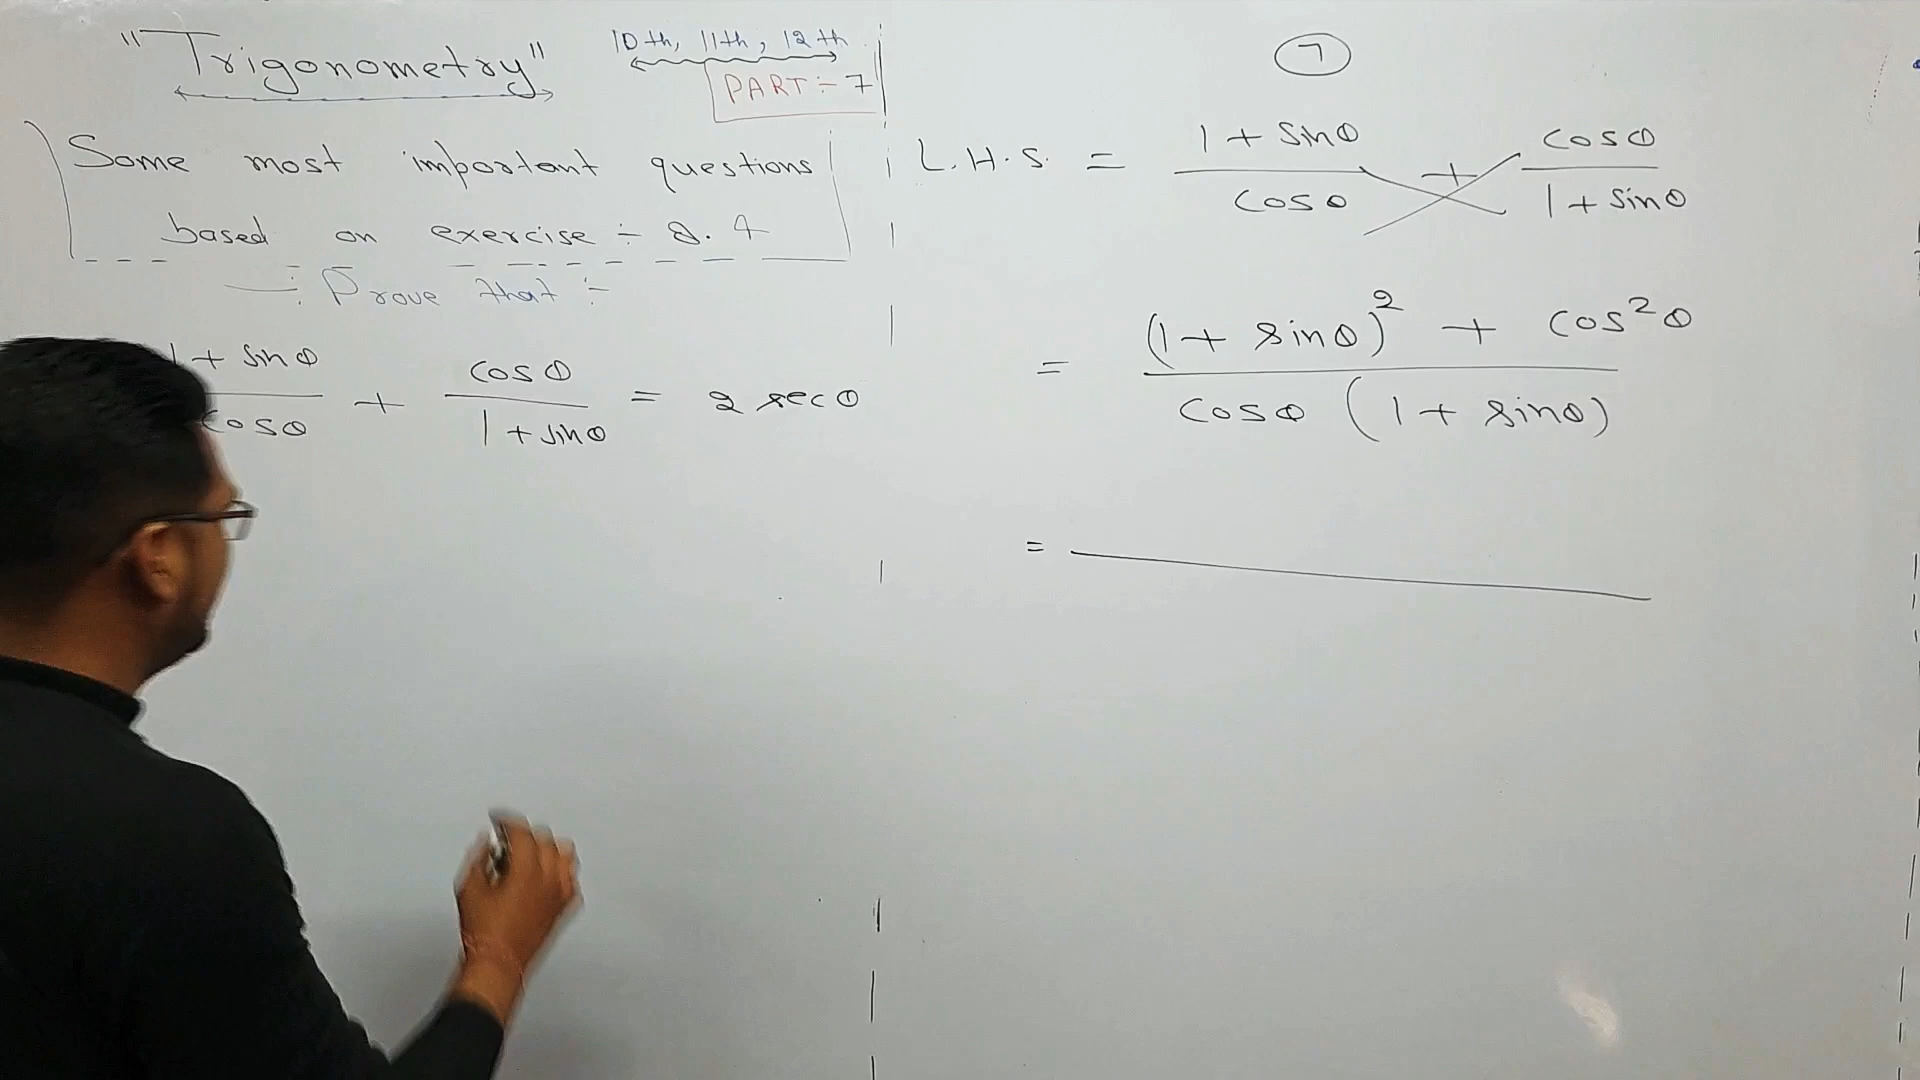 "Trigonometry"
10th, 11th, 12th
PART:- 7
Some most important questions
based on exercise ÷ 8.4
—: Prove that :-
1 + sinθ / cosθ + cosθ / 1 + sinθ = 2 secθ
7
L.H.S. = 1 + sinθ / cosθ + cosθ / 1 + sinθ
= (1 + sinθ)² + cos²θ / cosθ (1 + sinθ)
=